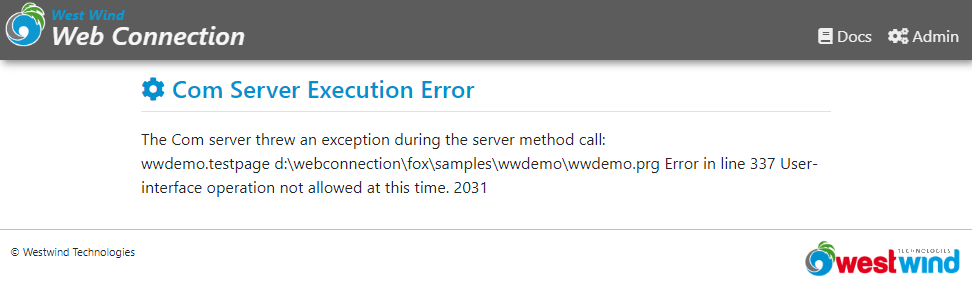 West Wind
Web Connection
Docs Admin
Com Server Execution Error
The Com server threw an exception during the server method call:
wwdemo.testpage d:\webconnection\fox\samples\wwdemo\wwdemo.prg Error in line 337 User-
interface operation not allowed at this time. 2031
© Westwind Technologies
TECHNOLOGIES
westwind